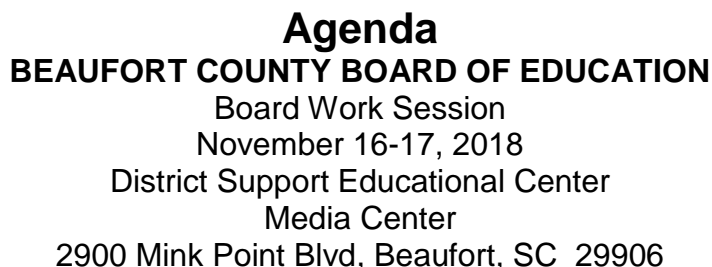 Agenda
BEAUFORT COUNTY BOARD OF EDUCATION
Board Work Session
November 16-17, 2018
District Support Educational Center
Media Center
2900 Mink Point Blvd, Beaufort, SC  29906